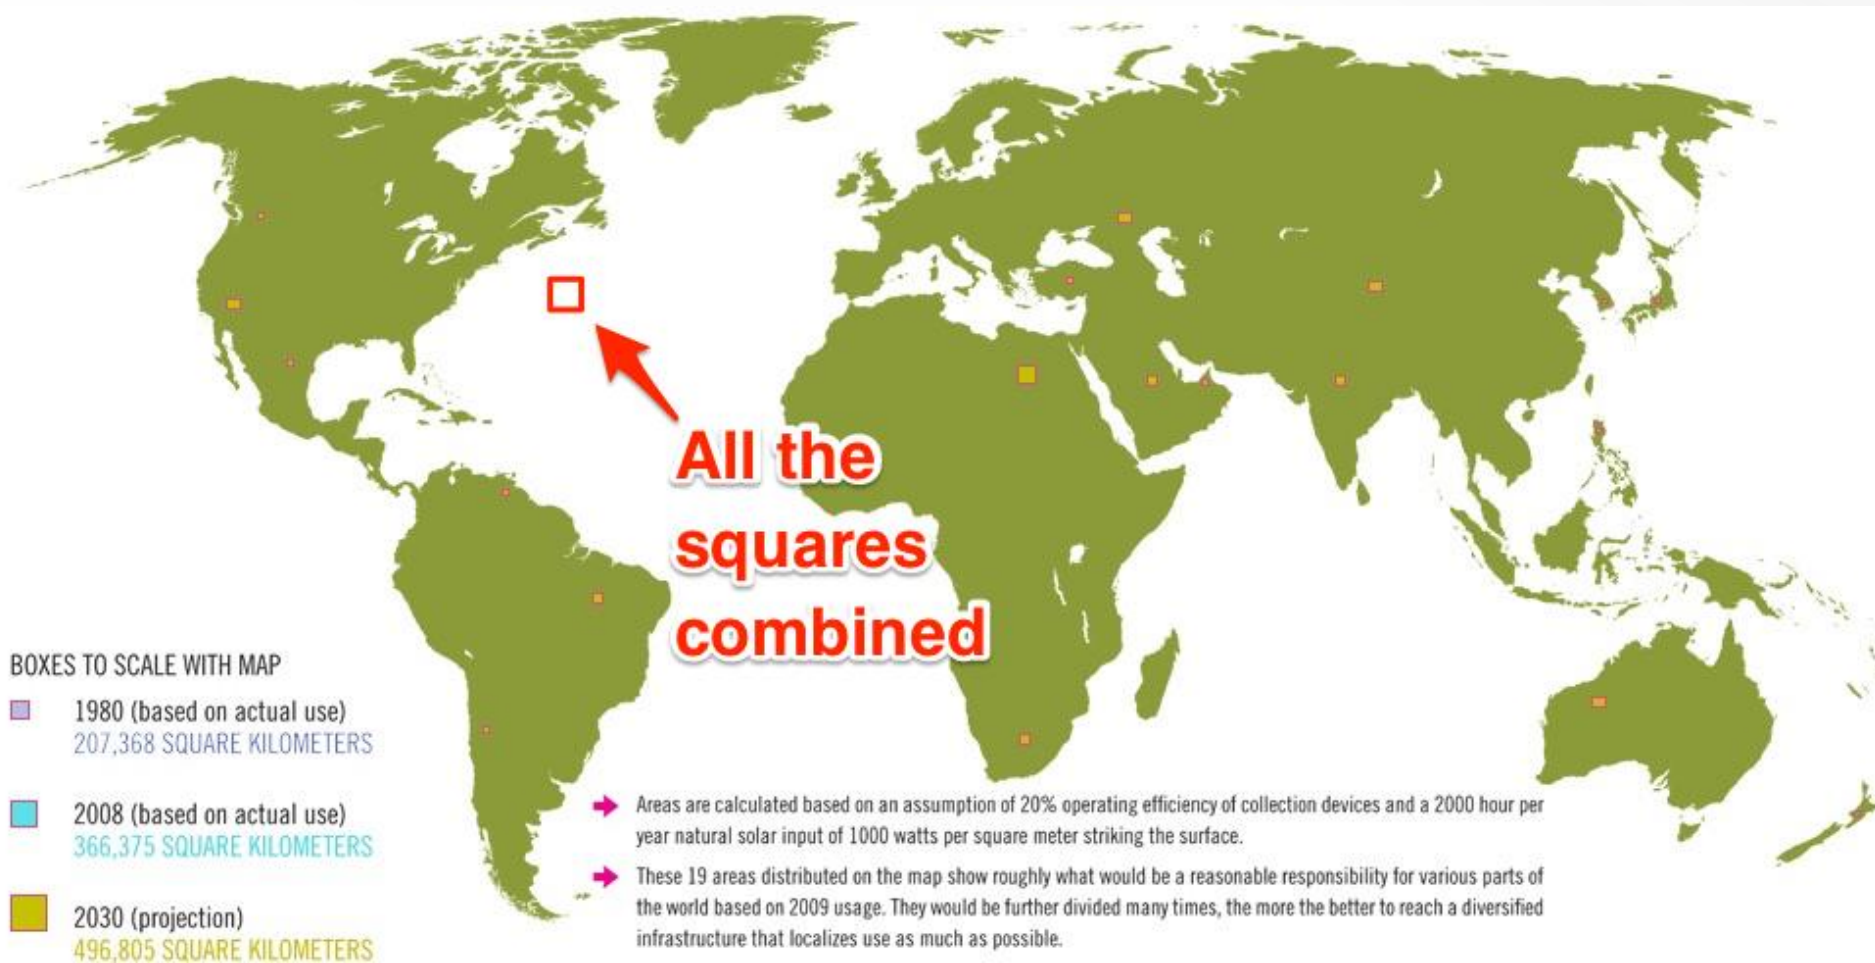 All the
squares
combined
BOXES TO SCALE WITH MAP
1980 (based on actual use)
207,368 SQUARE KILOMETERS
2008 (based on actual use)
366,375 SQUARE KILOMETERS
2030 (projection)
496,805 SQUARE KILOMETERS
Areas are calculated based on an assumption of 20% operating efficiency of collection devices and a 2000 hour per
year natural solar input of 1000 watts per square meter striking the surface.
These 19 areas distributed on the map show roughly what would be a reasonable responsibility for various parts of
the world based on 2009 usage. They would be further divided many times, the more the better to reach a diversified
infrastructure that localizes use as much as possible.